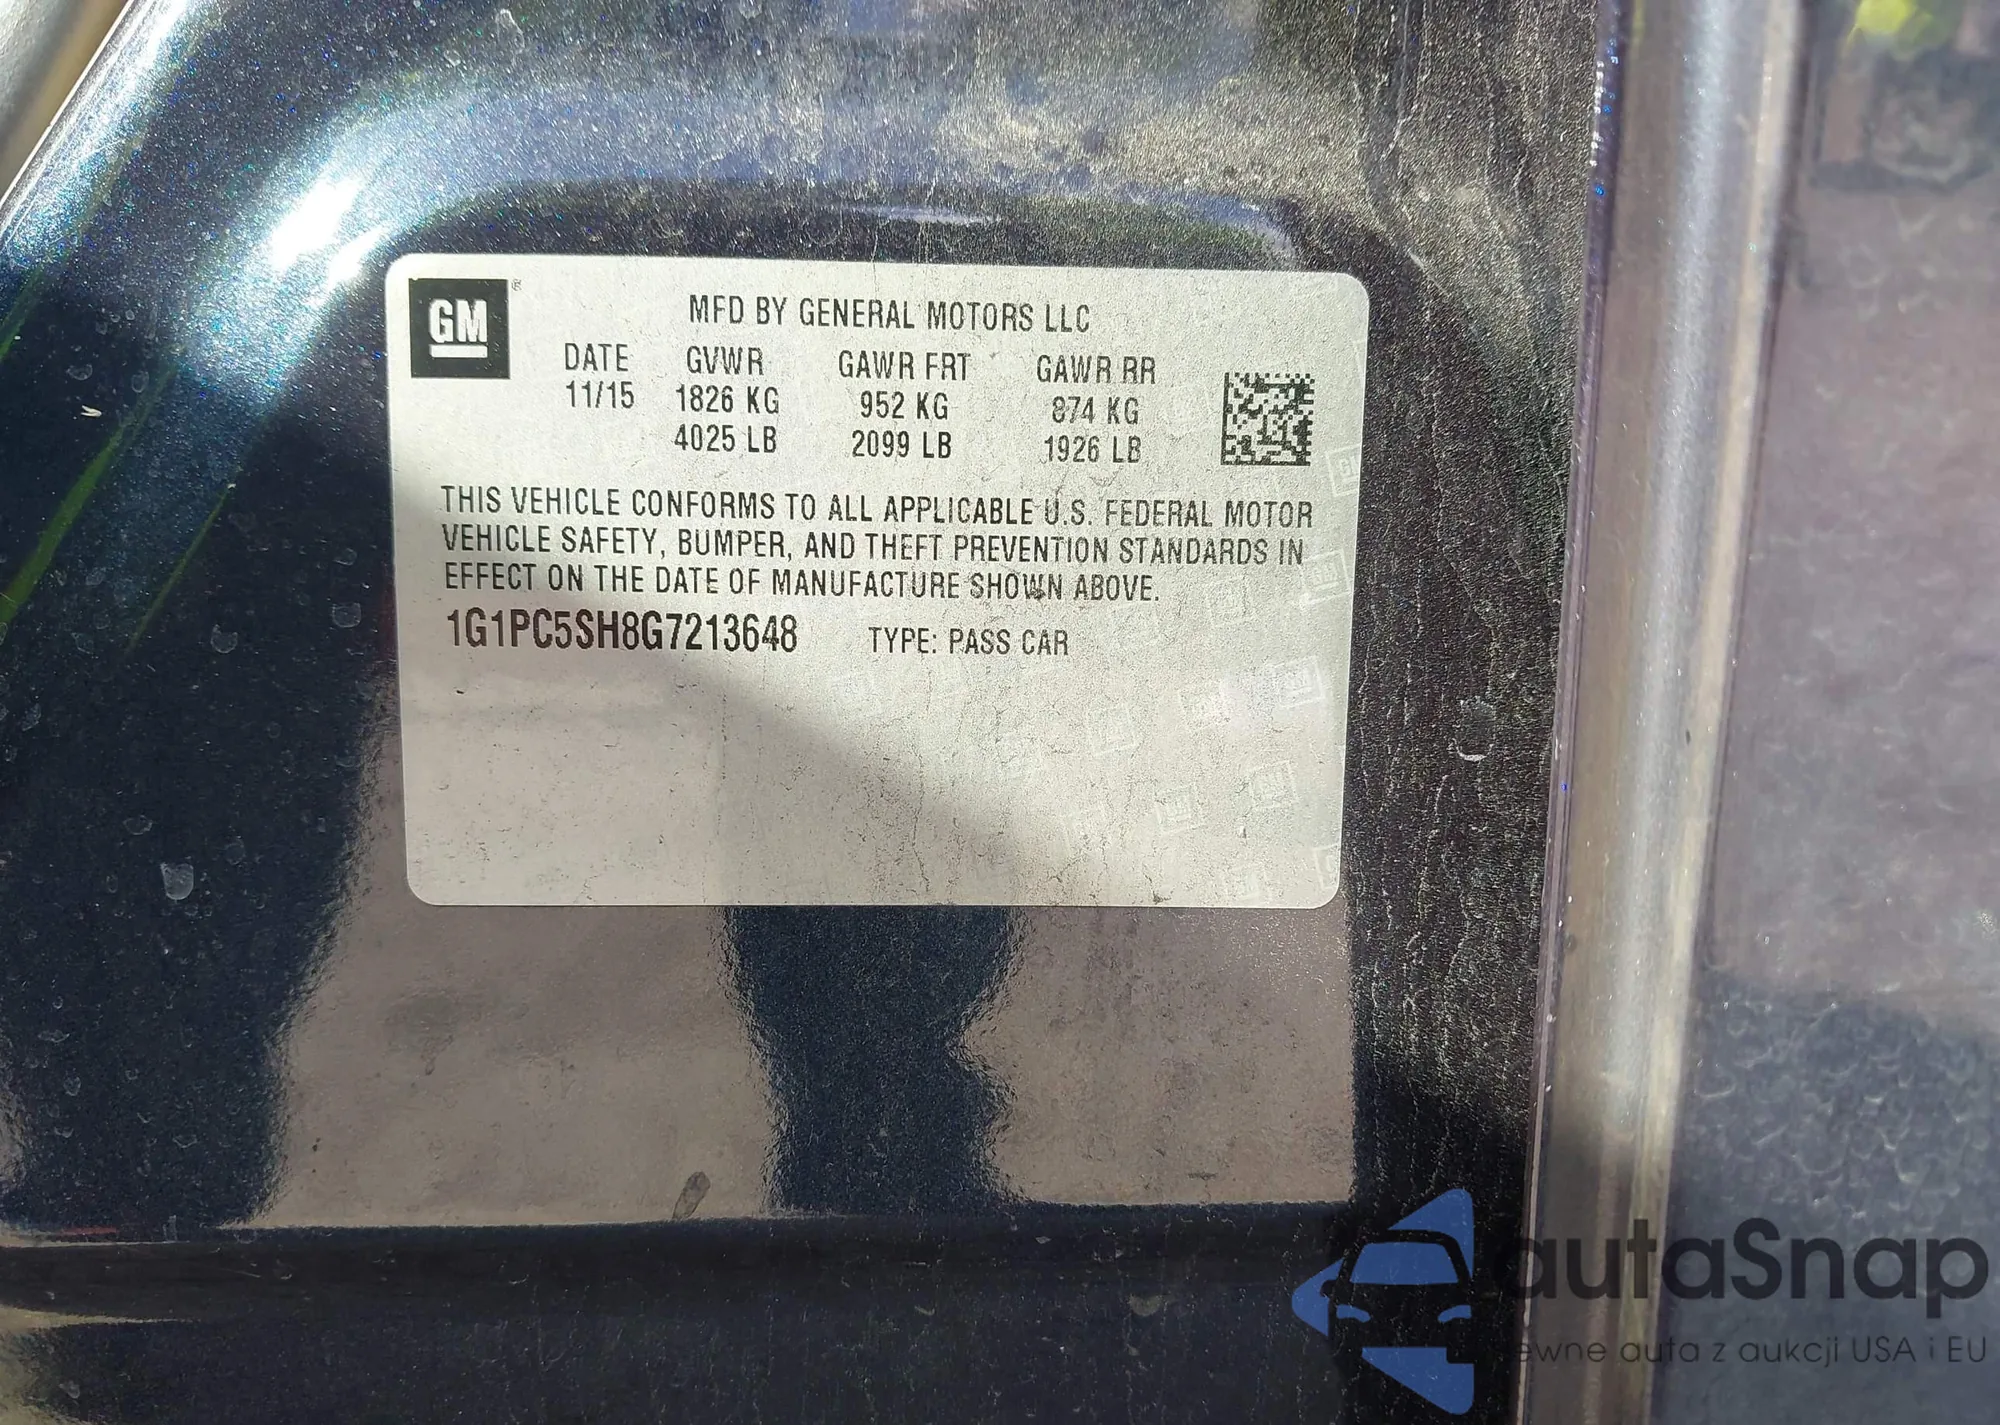 GM
MFD BY GENERAL MOTORS LLC
DATE GVWR GAWR FRT GAWR RR
11/15 1826 KG 952 KG 874 KG
4025 LB 2099 LB 1926 LB
THIS VEHICLE CONFORMS TO ALL APPLICABLE U.S. FEDERAL MOTOR
VEHICLE SAFETY, BUMPER, AND THEFT PREVENTION STANDARDS IN
EFFECT ON THE DATE OF MANUFACTURE SHOWN ABOVE.
1G1PC5SH8G7213648 TYPE: PASS CAR
autaSnap
auta z aukcji USA i EU